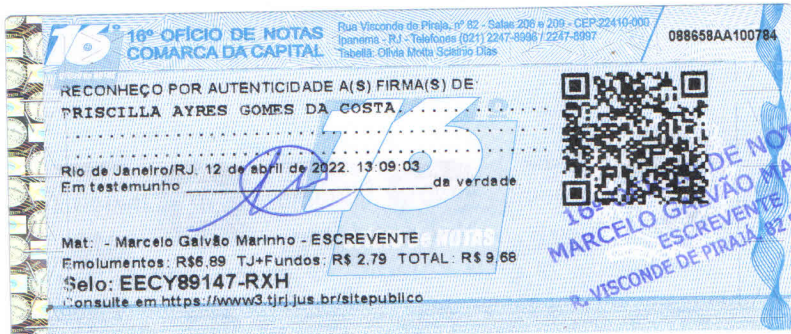 16º OFÍCIO DE NOTAS
COMARCA DA CAPITAL
Rua Visconde de Pirajá, nº 82 - Salas 208 e 209 - CEP:22410-000
Ipanema - RJ - Telefones (021) 2247-8998 / 2247-8997
Tabeliã: Olivia Motta Scisinio Dias
088658AA100784
RECONHEÇO POR AUTENTICIDADE A(S) FIRMA(S) DE:
PRISCILLA AYRES GOMES DA COSTA
Rio de Janeiro/RJ, 12 de abril de 2022. 13:09:03
Em testemunho ____ da verdade
Mat: - Marcelo Galvão Marinho - ESCREVENTE
Emolumentos: R$6.89 TJ+Fundos: R$ 2.79 TOTAL: R$ 9.68
Selo: EECY89147-RXH
Consulte em https://www3.tjrj.jus.br/sitepublico
16º DE NOT
MARCELO GALVÃO MA
ESCREVENTE
R. VISCONDE DE PIRAJÁ, 82